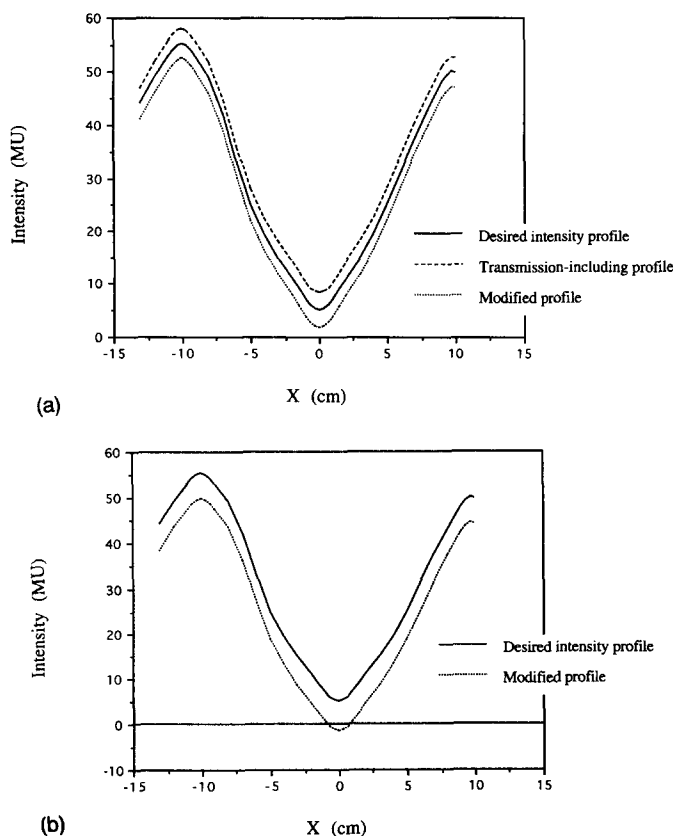 (a)
60
50
40
30
20
10
0
Intensity (MU)
-15
-10
-5
0
5
10
15
X (cm)
Desired intensity profile
Transmission-including profile
Modified profile
(b)
60
50
40
30
20
10
0
-10
Intensity (MU)
-15
-10
-5
0
5
10
15
X (cm)
Desired intensity profile
Modified profile